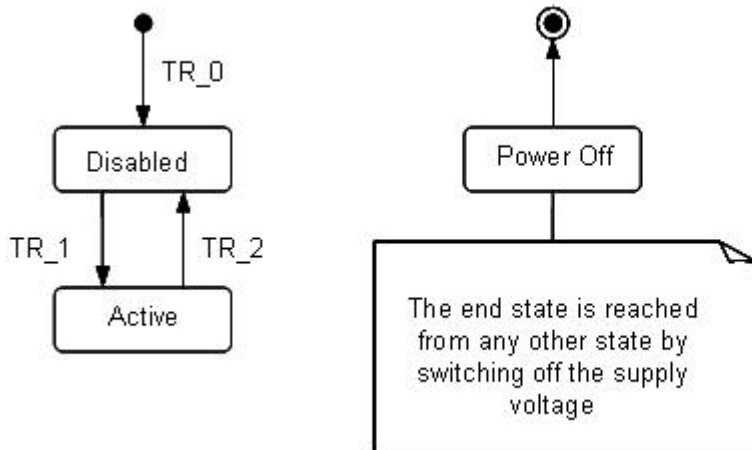 TR_0
Disabled
TR_1
TR_2
Active
Power Off
The end state is reached
from any other state by
switching off the supply
voltage